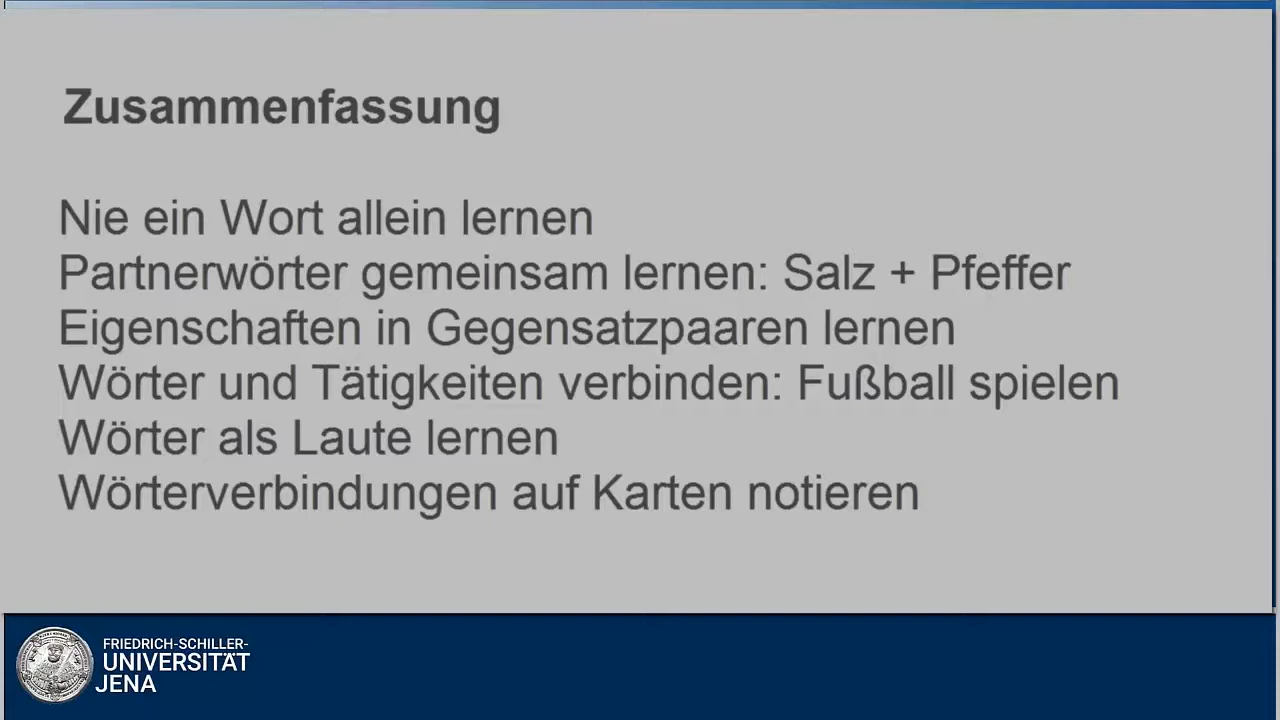 Zusammenfassung
Nie ein Wort allein lernen
Partnerwörter gemeinsam lernen: Salz + Pfeffer
Eigenschaften in Gegensatzpaaren lernen
Wörter und Tätigkeiten verbinden: Fußball spielen
Wörter als Laute lernen
Wörterverbindungen auf Karten notieren
FRIEDRICH-SCHILLER-
UNIVERSITÄT
JENA